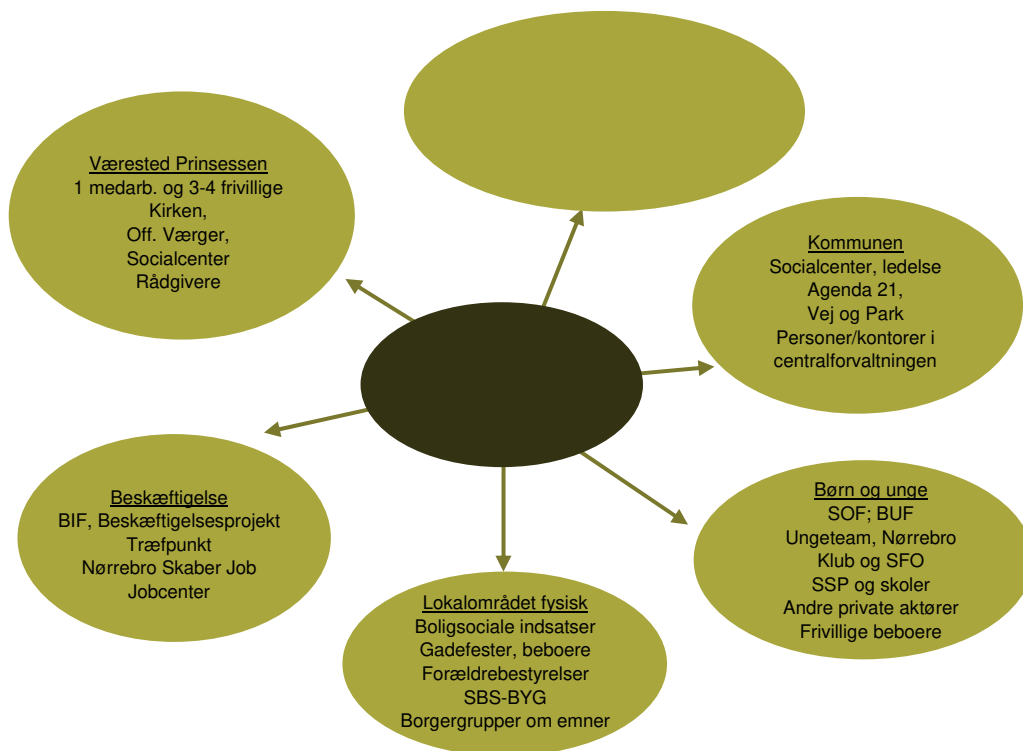 Værested Prinsessen
1 medarb. og 3-4 frivillige
Kirken,
Off. Værger,
Socialcenter
Rådgivere
Kommunen
Socialcenter, ledelse
Agenda 21,
Vej og Park
Personer/kontorer i
centralforvaltningen
Beskæftigelse
BIF, Beskæftigelsesprojekt
Træfpunkt
Nørrebro Skaber Job
Jobcenter
Lokalområdet fysisk
Boligsociale indsatser
Gadefester, beboere
Forældrebestyrelser
SBS-BYG
Borgergrupper om emner
Børn og unge
SOF; BUF
Ungeteam, Nørrebro
Klub og SFO
SSP og skoler
Andre private aktører
Frivillige beboere